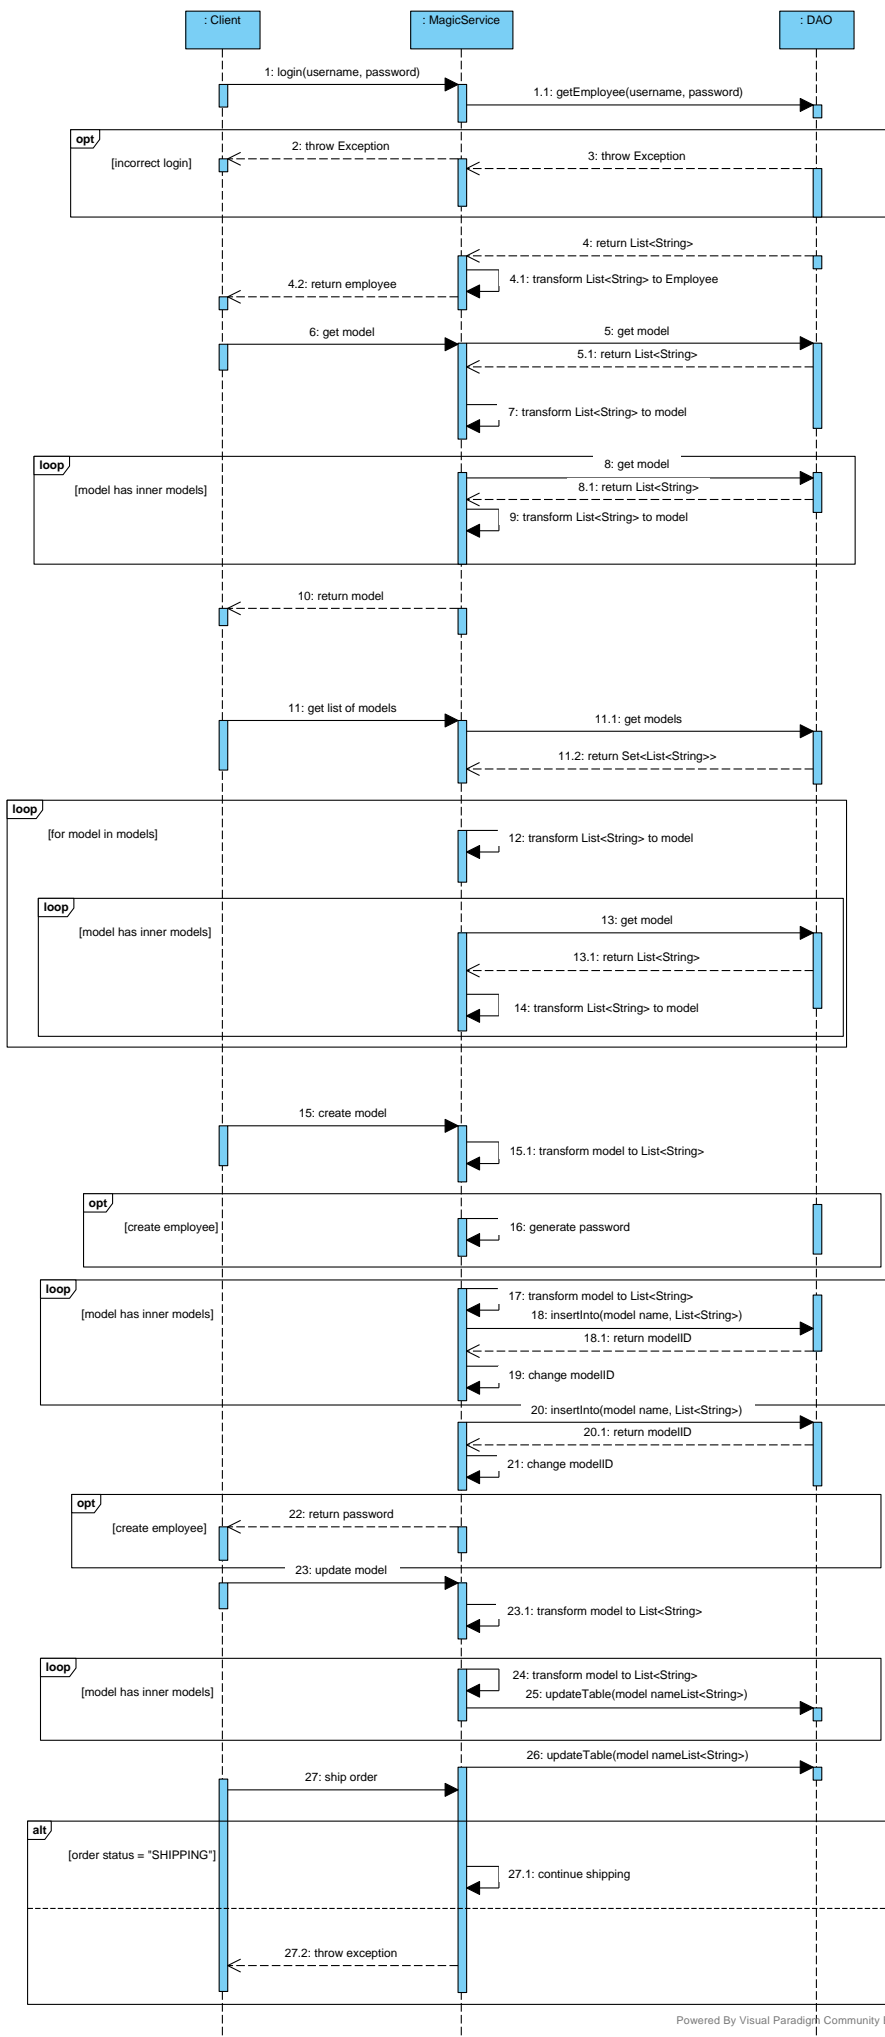 : Client
: MagicService
: DAO
1: login(username, password)
1.1: getEmployee(username, password)
opt
[incorrect login]
2: throw Exception
3: throw Exception
4: return List<String>
4.1: transform List<String> to Employee
4.2: return employee
6: get model
5: get model
5.1: return List<String>
7: transform List<String> to model
loop
[model has inner models]
8: get model
8.1: return List<String>
9: transform List<String> to model
10: return model
11: get list of models
11.1: get models
11.2: return Set<List<String>>
loop
[for model in models]
12: transform List<String> to model
loop
[model has inner models]
13: get model
13.1: return List<String>
14: transform List<String> to model
15: create model
15.1: transform model to List<String>
opt
[create employee]
16: generate password
loop
[model has inner models]
17: transform model to List<String>
18: insertInto(model name, List<String>)
18.1: return modelID
19: change modelID
20: insertInto(model name, List<String>)
20.1: return modelID
21: change modelID
opt
[create employee]
22: return password
23: update model
23.1: transform model to List<String>
loop
[model has inner models]
24: transform model to List<String>
25: updateTable(model nameList<String>)
26: updateTable(model nameList<String>)
27: ship order
alt
[order status = "SHIPPING"]
27.1: continue shipping
27.2: throw exception
Powered By Visual Paradigm Community